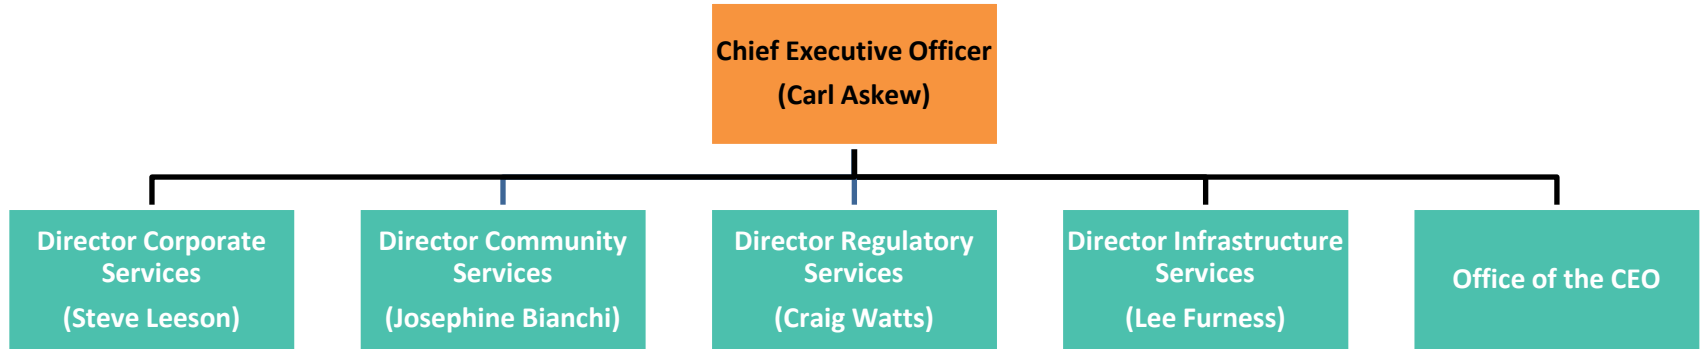 Chief Executive Officer
(Carl Askew)
Director Corporate
Services
(Steve Leeson)
Director Community
Services
(Josephine Bianchi)
Director Regulatory
Services
(Craig Watts)
Director Infrastructure
Services
(Lee Furness)
Office of the CEO